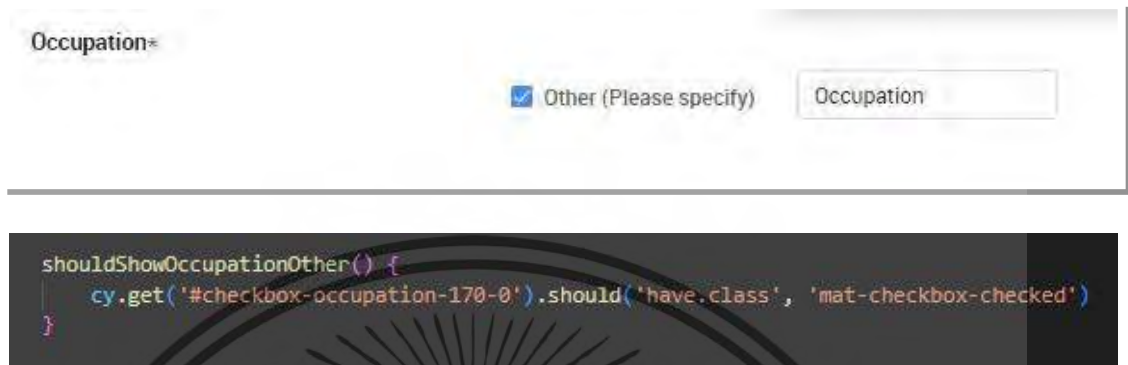 Occupation*
Other (Please specify) Occupation
shouldShowOccupationOther() {
cy.get('#checkbox-occupation-170-0').should('have.class', 'mat-checkbox-checked')
}